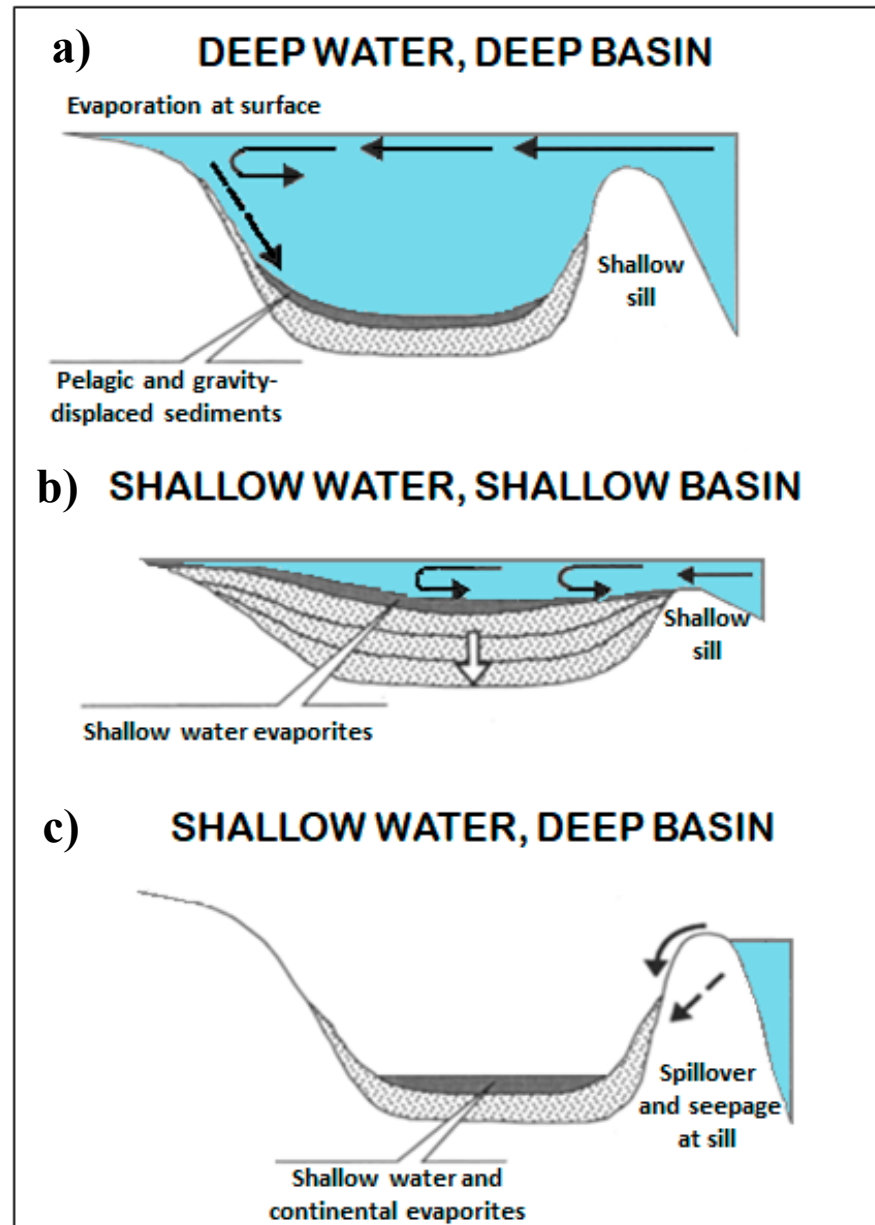 a) DEEP WATER, DEEP BASIN
Evaporation at surface
Shallow
sill
Pelagic and gravity-
displaced sediments
b) SHALLOW WATER, SHALLOW BASIN
Shallow
sill
Shallow water evaporites
c) SHALLOW WATER, DEEP BASIN
Spillover
and seepage
at sill
Shallow water and
continental evaporites